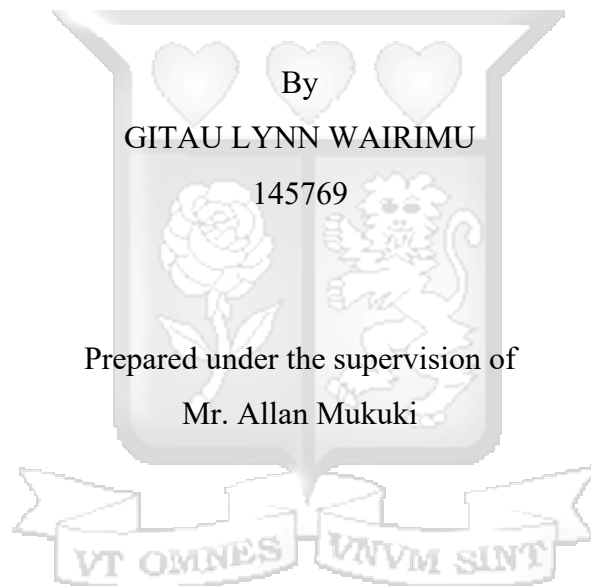 By
GITAU LYNN WAIRIMU
145769
Prepared under the supervision of
Mr. Allan Mukuki
VT OMNES VNVM SINT